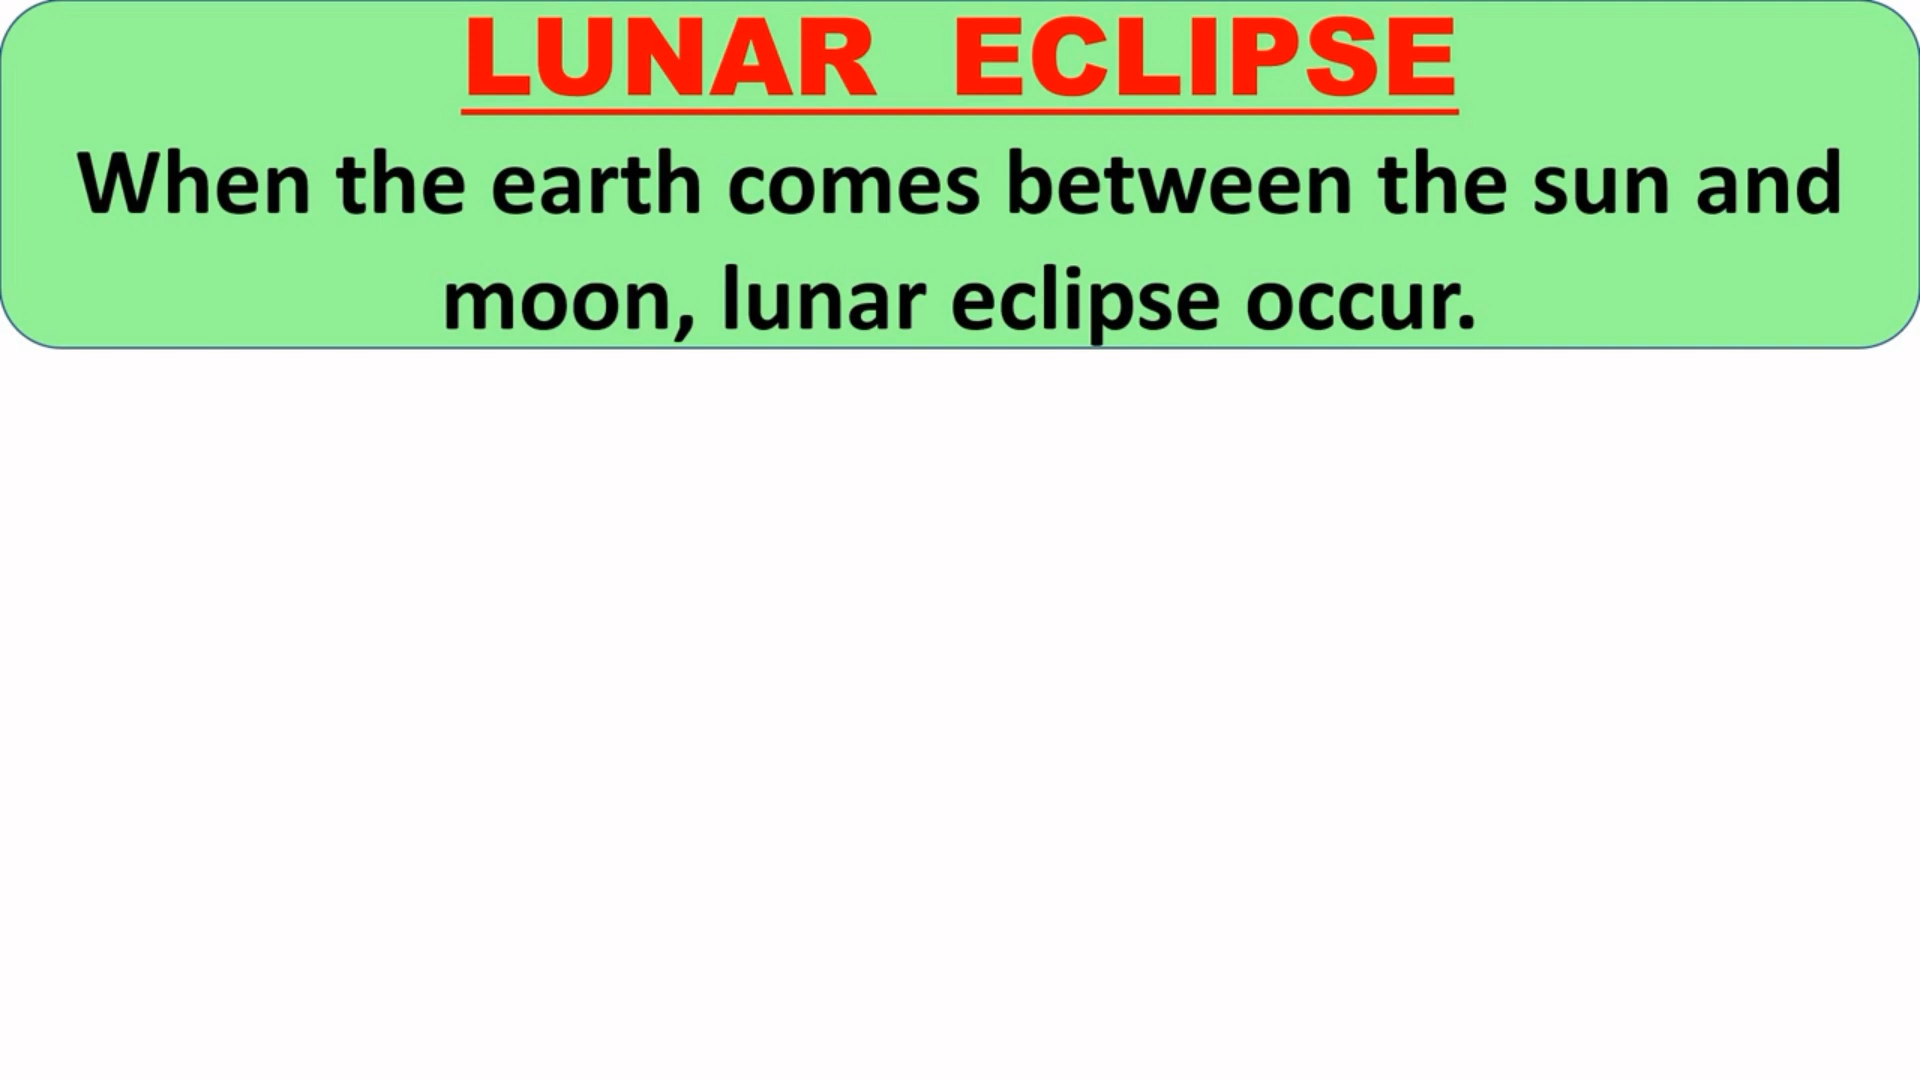 LUNAR ECLIPSE
When the earth comes between the sun and
moon, lunar eclipse occur.